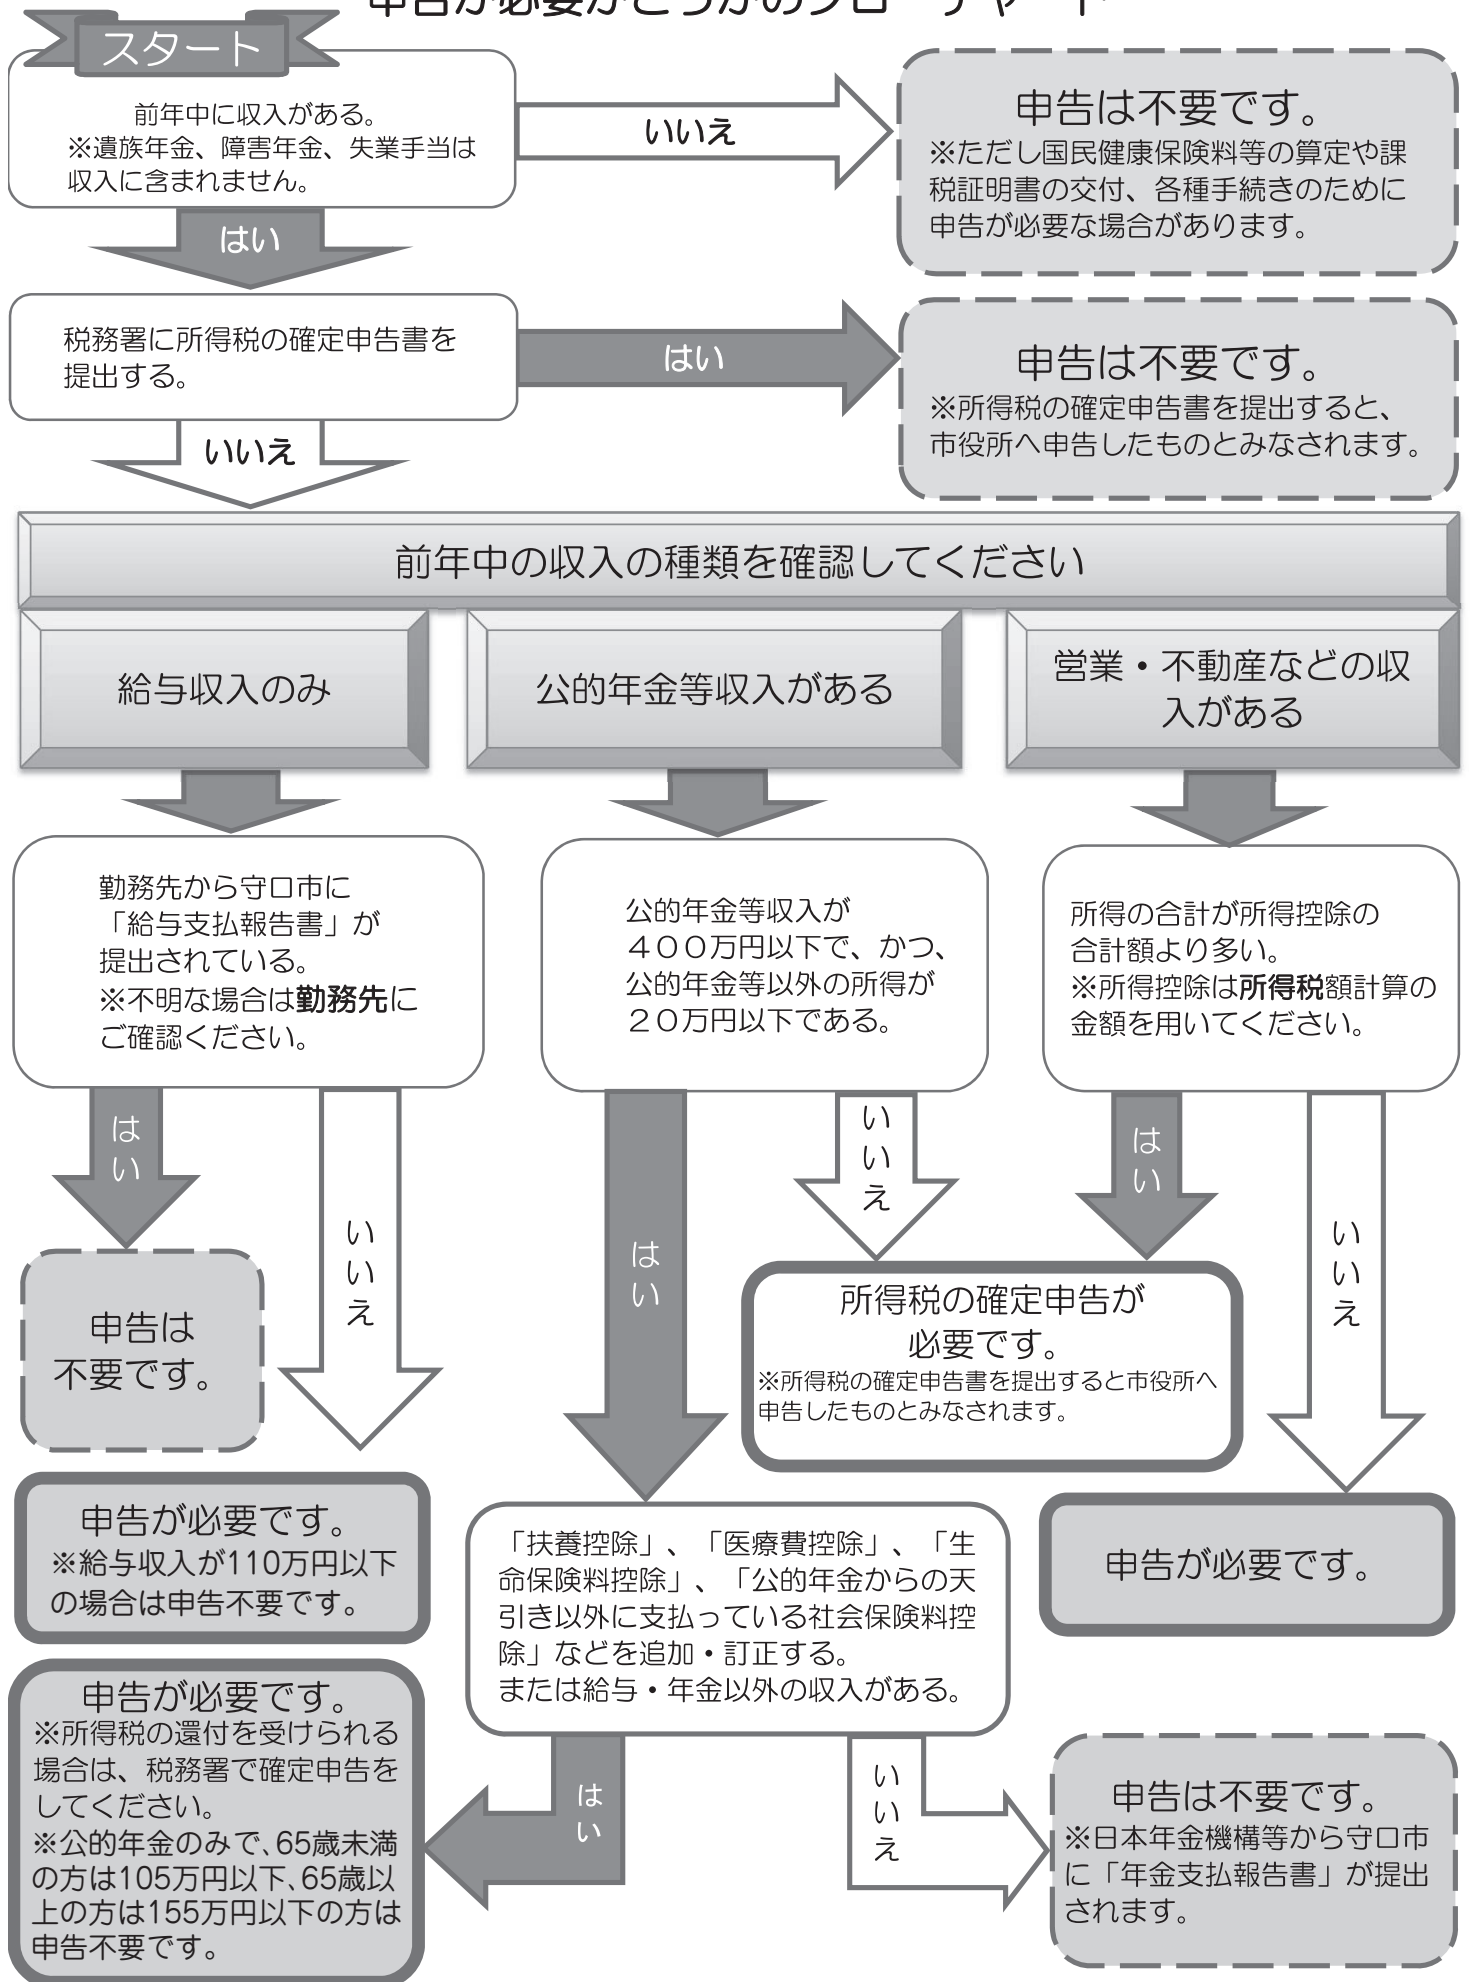 申告が必要かどうかのフローチャート
スタート
前年中に収入がある。
※遺族年金、障害年金、失業手当は
収入に含まれません。
いいえ
申告は不要です。
※ただし国民健康保険料等の算定や課
税証明書の交付、各種手続きのために
申告が必要な場合があります。
はい
税務署に所得税の確定申告書を
提出する。
はい
申告は不要です。
※所得税の確定申告書を提出すると、
市役所へ申告したものとみなされます。
いいえ
前年中の収入の種類を確認してください
給与収入のみ
公的年金等収入がある
営業・不動産などの収
入がある
勤務先から守口市に
「給与支払報告書」が
提出されている。
※不明な場合は勤務先に
ご確認ください。
公的年金等収入が
４００万円以下で、かつ、
公的年金等以外の所得が
２０万円以下である。
所得の合計が所得控除の
合計額より多い。
※所得控除は所得税額計算の
金額を用いてください。
はい
いいえ
はい
いいえ
はい
いいえ
申告は
不要です。
所得税の確定申告が
必要です。
※所得税の確定申告書を提出すると市役所へ
申告したものとみなされます。
申告が必要です。
※給与収入が110万円以下
の場合は申告不要です。
「扶養控除」、「医療費控除」、「生
命保険料控除」、「公的年金からの天
引き以外に支払っている社会保険料控
除」などを追加・訂正する。
または給与・年金以外の収入がある。
申告が必要です。
はい
いいえ
申告が必要です。
※所得税の還付を受けられる
場合は、税務署で確定申告を
してください。
※公的年金のみで、65歳未満
の方は105万円以下、65歳以
上の方は155万円以下の方は
申告不要です。
申告は不要です。
※日本年金機構等から守口市
に「年金支払報告書」が提出
されます。